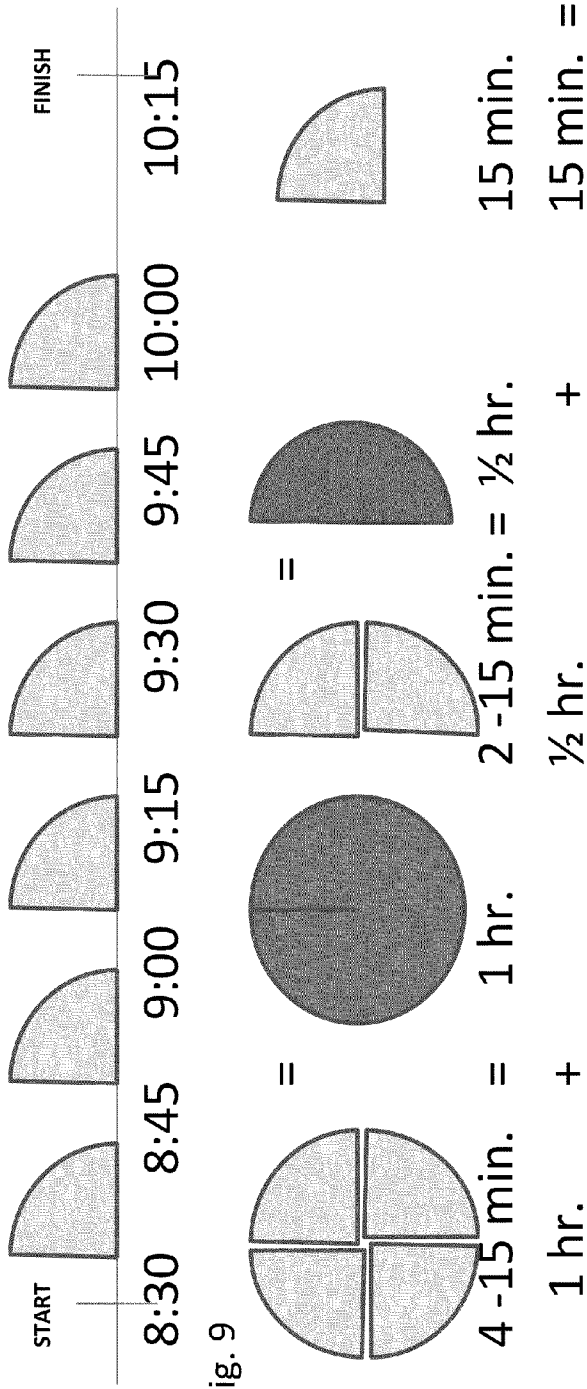 START FINISH
8:30 8:45 9:00 9:15 9:30 9:45 10:00 10:15
ig. 9
= =
4 -15 min. = 1 hr. 2 -15 min. = ½ hr. 15 min.
1 hr. + ½ hr. + 15 min. =